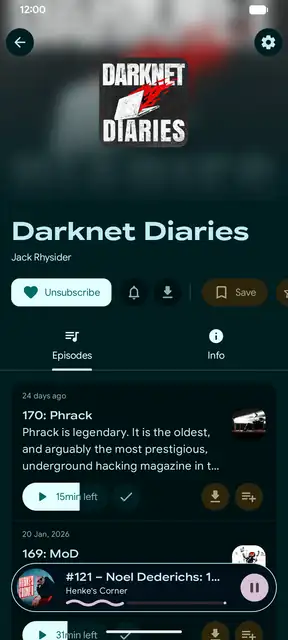 12:00
DARKNET
DIARIES
Darknet Diaries
Jack Rhysider
Unsubscribe
Save
Episodes
Info
24 days ago
170: Phrack
Phrack is legendary. It is the oldest,
and arguably the most prestigious,
underground hacking magazine in t...
15min left
20 Jan, 2026
169: MoD
#121 – Noel Dederichs: 1...
Henke's Corner
31min left